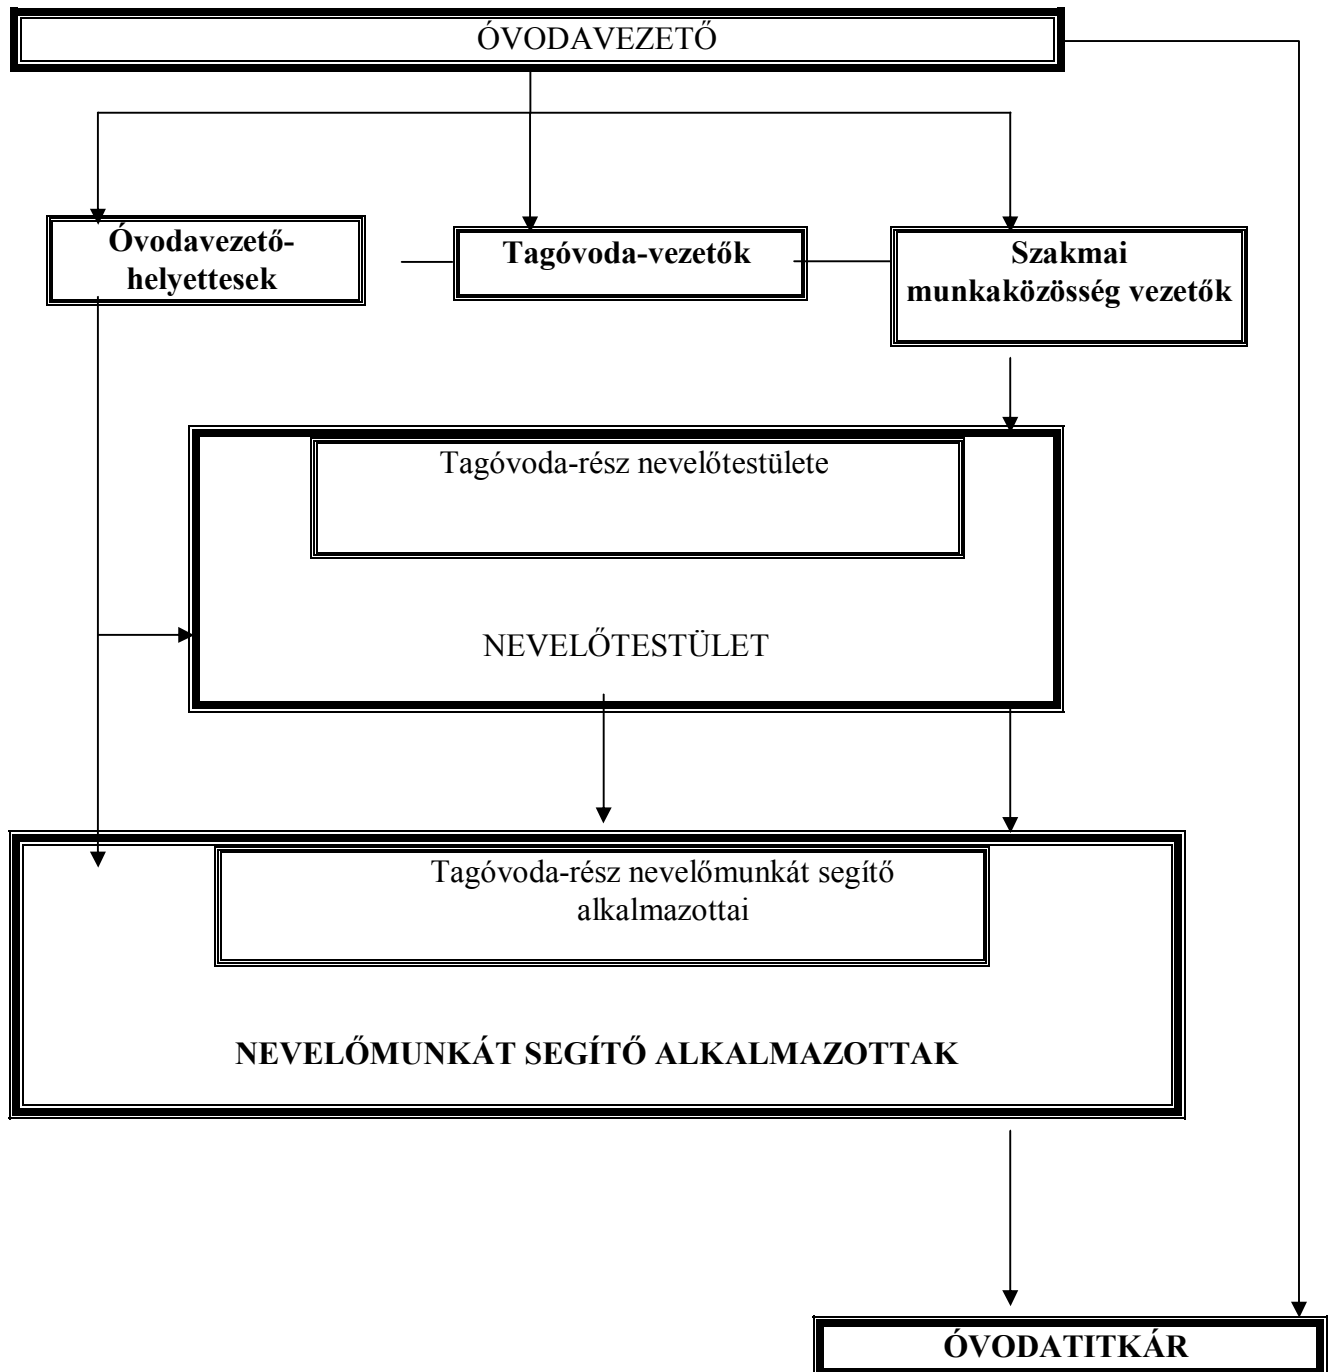 ÓVODAVEZETŐ
Óvodavezető-
helyettesek
Tagóvoda-vezetők
Szakmai
munkaközösség vezetők
Tagóvoda-rész nevelőtestülete
NEVELŐTESTÜLET
Tagóvoda-rész nevelőmunkát segítő
alkalmazottai
NEVELŐMUNKÁT SEGÍTŐ ALKALMAZOTTAK
ÓVODATITKÁR